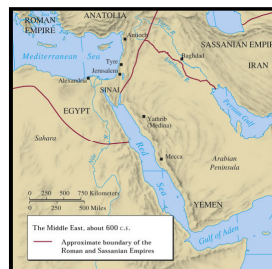 ROMAN
EMPIRE
ANATOLIA
Antioch
SASSANIAN EMPIRE
Mediterranean Sea
Tyre
Baghdad
IRAN
Jerusalem
Alexandria
SINAI
Persian Gulf
EGYPT
Yathrib
(Medina)
Sahara
Red Sea
Mecca
Arabian
Peninsula
0 250 500 750 Kilometers
0 250 500 Miles
YEMEN
The Middle East, about 600 C.E.
Approximate boundary of the
Roman and Sassanian Empires
Gulf of Aden